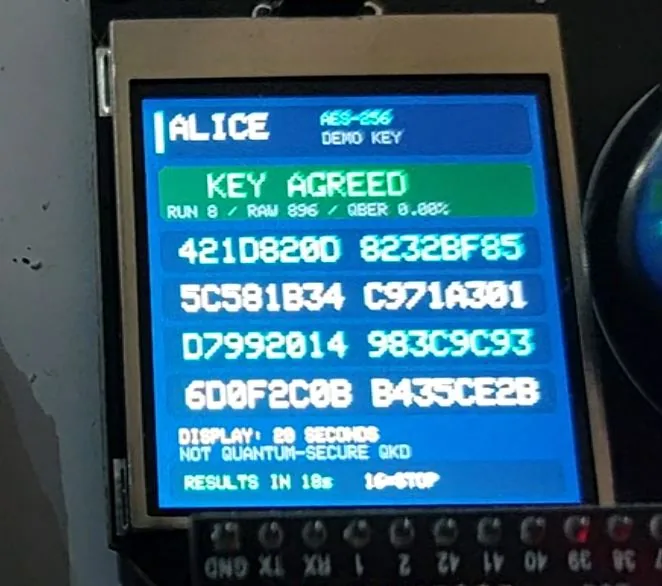 ALICE
AES-256
DEMO KEY
KEY AGREED
RUN 8 / RAW 896 / QBER 0.00%
421D820D 8232BF85
5C581B34 C971A301
D7992014 983C9C93
6D0F2C0B B435CE2B
DISPLAY: 20 SECONDS
NOT QUANTUM-SECURE QKD
RESULTS IN 18s 16=STOP
GND TX RX 1 2 42 41 40 39 38